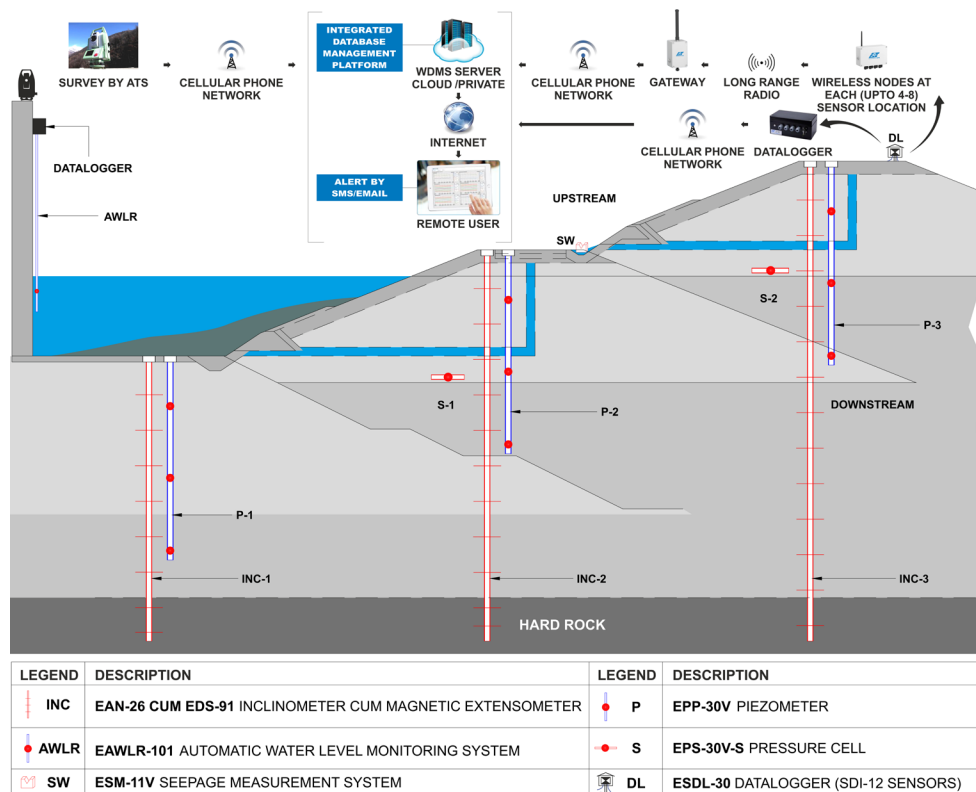 INTEGRATED
DATABASE
MANAGEMENT
PLATFORM
SURVEY BY ATS
CELLULAR PHONE
NETWORK
WDMS SERVER
CLOUD /PRIVATE
CELLULAR PHONE
NETWORK
GATEWAY
LONG RANGE
RADIO
WIRELESS NODES AT
EACH (UPTO 4-8)
SENSOR LOCATION
INTERNET
CELLULAR PHONE
NETWORK
DATALOGGER
DL
DATALOGGER
ALERT BY
SMS/EMAIL
REMOTE USER
AWLR
UPSTREAM
SW
S-2
P-3
S-1
P-2
DOWNSTREAM
P-1
INC-1
INC-2
INC-3
HARD ROCK
LEGEND DESCRIPTION LEGEND DESCRIPTION
INC EAN-26 CUM EDS-91 INCLINOMETER CUM MAGNETIC EXTENSOMETER P EPP-30V PIEZOMETER
AWLR EAWLR-101 AUTOMATIC WATER LEVEL MONITORING SYSTEM S EPS-30V-S PRESSURE CELL
SW ESM-11V SEEPAGE MEASUREMENT SYSTEM DL ESDL-30 DATALOGGER (SDI-12 SENSORS)